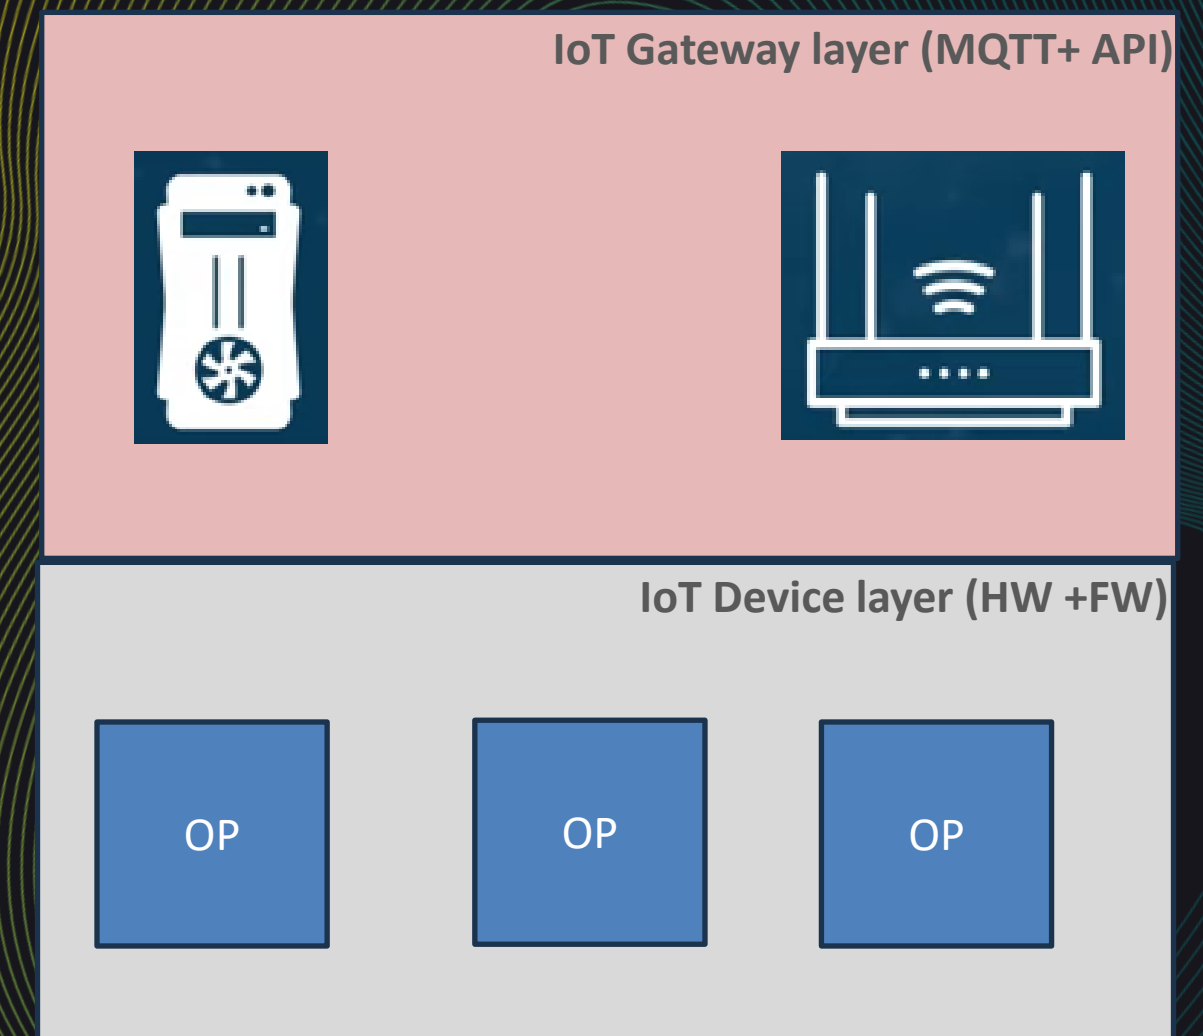 IoT Gateway layer (MQTT+ API)
IoT Device layer (HW +FW)
OP
OP
OP